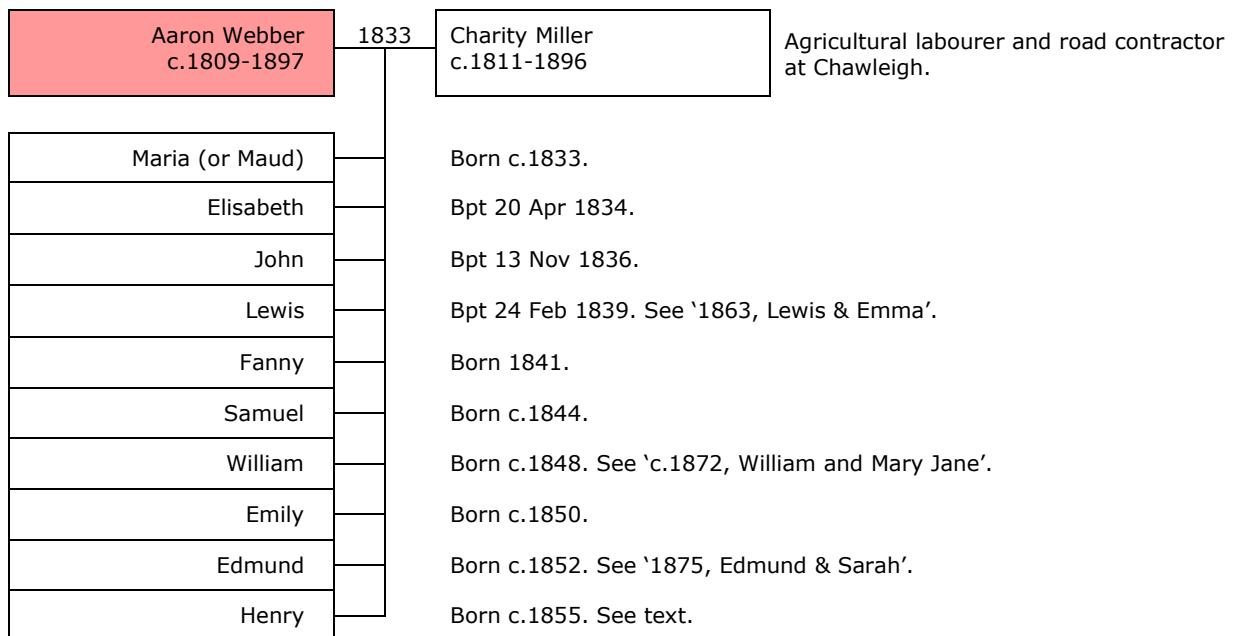 Aaron Webber
c.1809-1897
1833
Charity Miller
c.1811-1896
Agricultural labourer and road contractor
at Chawleigh.
Maria (or Maud) Born c.1833.
Elisabeth Bpt 20 Apr 1834.
John Bpt 13 Nov 1836.
Lewis Bpt 24 Feb 1839. See ‘1863, Lewis & Emma’.
Fanny Born 1841.
Samuel Born c.1844.
William Born c.1848. See ‘c.1872, William and Mary Jane’.
Emily Born c.1850.
Edmund Born c.1852. See ‘1875, Edmund & Sarah’.
Henry Born c.1855. See text.